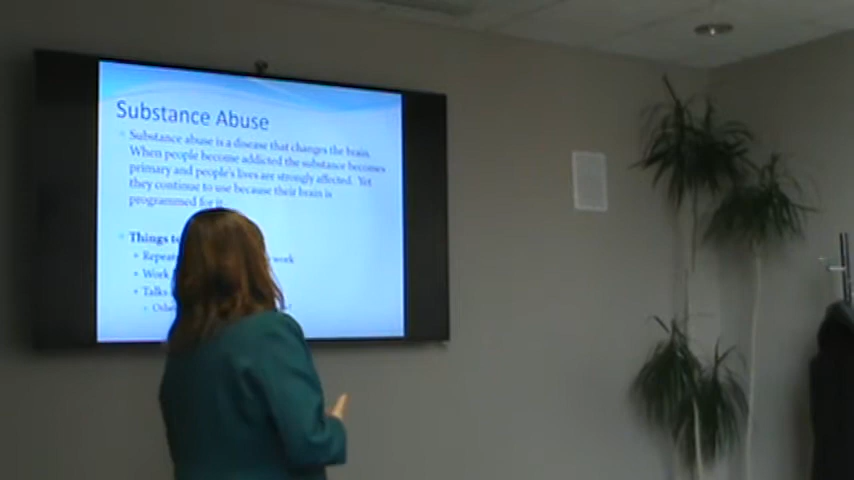 Substance Abuse
Substance abuse is a disease that changes the brain.
When people become addicted the substance becomes
primary and people's lives are strongly affected. Yet
they continue to use because their brain is
programmed for it.
Things to
work
Work
Talks